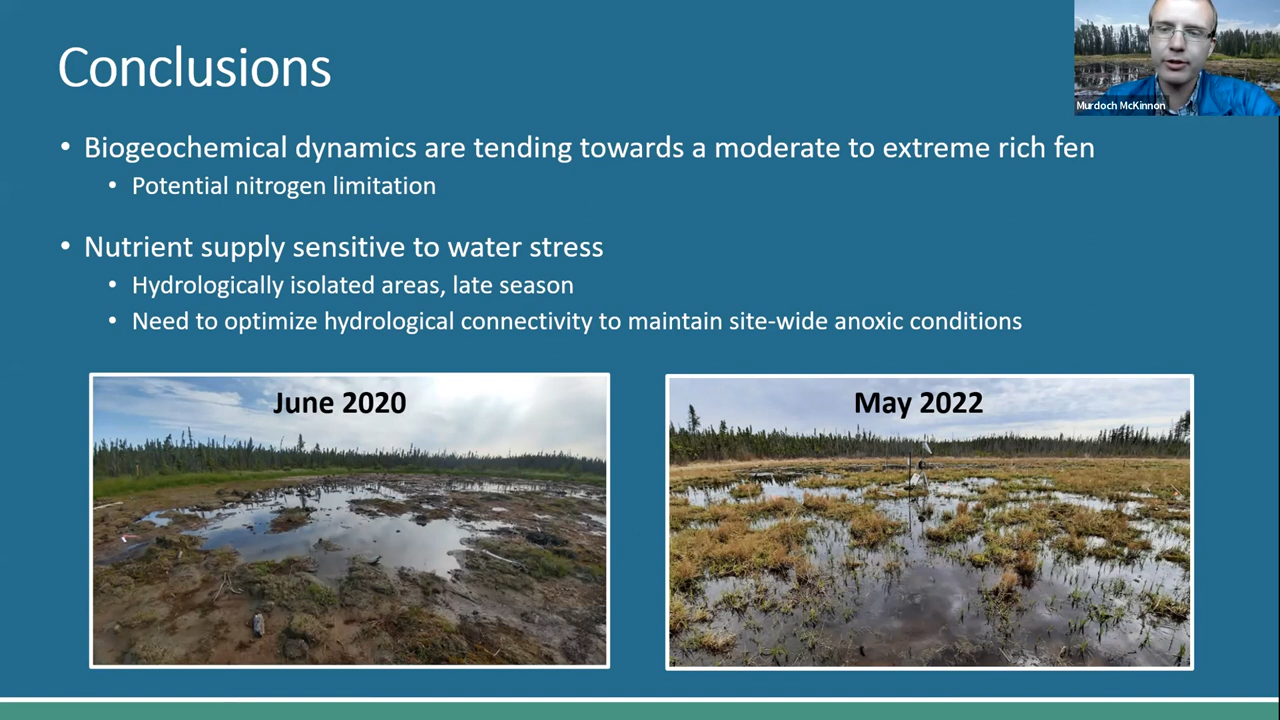 Conclusions
Murdoch McKinnon
• Biogeochemical dynamics are tending towards a moderate to extreme rich fen
• Potential nitrogen limitation
• Nutrient supply sensitive to water stress
• Hydrologically isolated areas, late season
• Need to optimize hydrological connectivity to maintain site-wide anoxic conditions
June 2020
May 2022